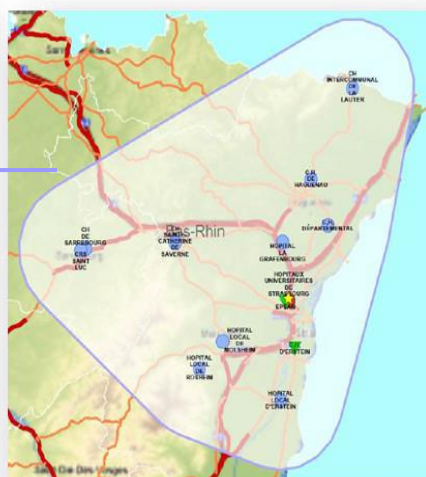 CH
INTERCOMMUNAL
DE
LA
LAUTER
C.H.
DE
HAGUENAU
C.H.
DÉPARTEMENTAL
CH
DE
SARREBOURG
CRS
SAINT
LUC
CATHERINE
DE
SAVERNE
Bas-Rhin
HOPITAL
LA
GRAFENBOURG
HOPITAUX
UNIVERSITAIRES
DE
STRASBOURG
EPSAN
HOPITAL
LOCAL
DE
MOLSHEIM
D'ERSTEIN
HOPITAL
LOCAL
DE
ROSHEIM
HOPITAL
LOCAL
D'ERSTEIN